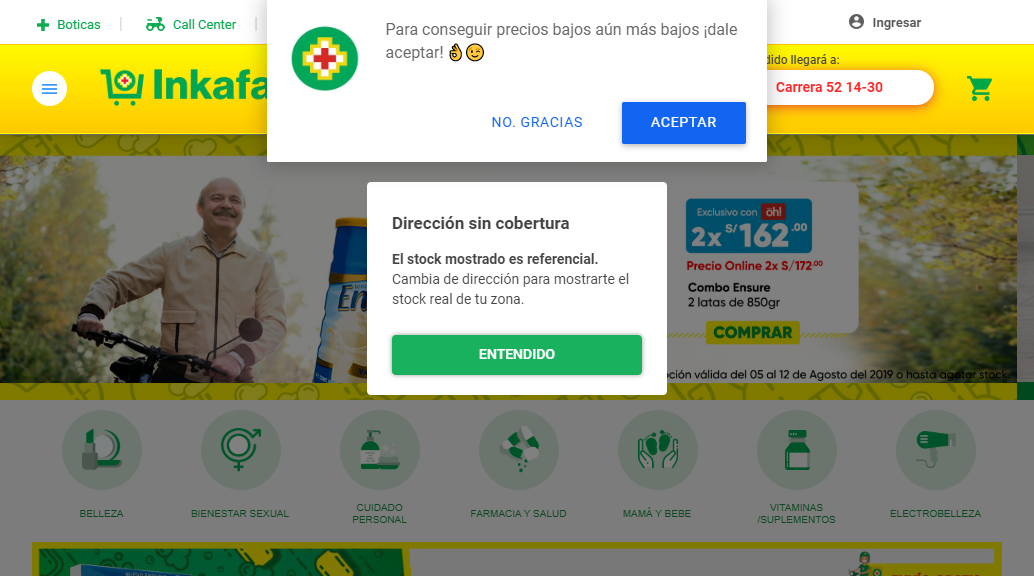 Boticas
Call Center
Para conseguir precios bajos aún más bajos ¡dale
aceptar! 👌😉
NO. GRACIAS
ACEPTAR
Ingresar
dido llegará a:
Carrera 52 14-30
Inkafa
Dirección sin cobertura
El stock mostrado es referencial.
Cambia de dirección para mostrarte el
stock real de tu zona.
ENTENDIDO
Exclusivo con öh!
2x S/162.00
Precio Online 2x S/172.00
Combo Ensure
2 latas de 850gr
COMPRAR
ción válida del 05 al 12 de Agosto del 2019 o hasta agotar stock
BELLEZA
BIENESTAR SEXUAL
CUIDADO
PERSONAL
FARMACIA Y SALUD
MAMÁ Y BEBE
VITAMINAS
/SUPLEMENTOS
ELECTROBELLEZA